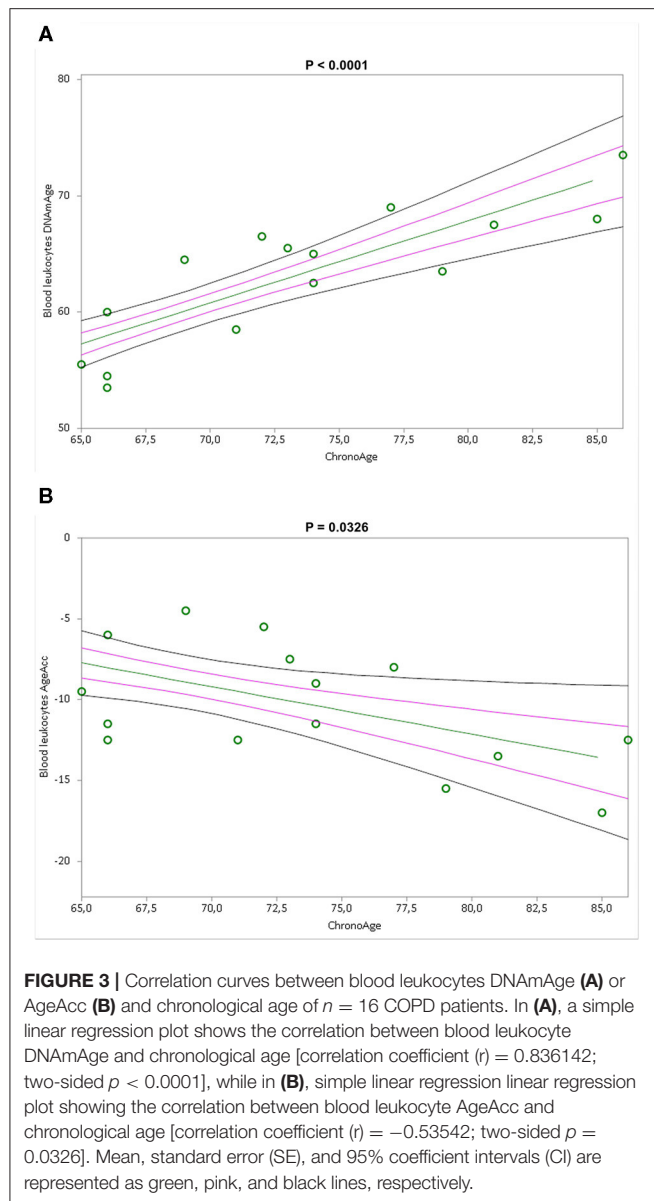 A
P < 0.0001
80
70
60
50
Blood leukocytes DNAmAge
65,0 67,5 70,0 72,5 75,0 77,5 80,0 82,5 85,0
ChronoAge
B
P = 0.0326
0
-5
-10
-15
-20
Blood leukocytes AgeAcc
65,0 67,5 70,0 72,5 75,0 77,5 80,0 82,5 85,0
ChronoAge
FIGURE 3 | Correlation curves between blood leukocytes DNAmAge (A) or
AgeAcc (B) and chronological age of n = 16 COPD patients. In (A), a simple
linear regression plot shows the correlation between blood leukocyte
DNAmAge and chronological age [correlation coefficient (r) = 0.836142;
two-sided p < 0.0001], while in (B), simple linear regression linear regression
plot showing the correlation between blood leukocyte AgeAcc and
chronological age [correlation coefficient (r) = −0.53542; two-sided p =
0.0326]. Mean, standard error (SE), and 95% coefficient intervals (CI) are
represented as green, pink, and black lines, respectively.